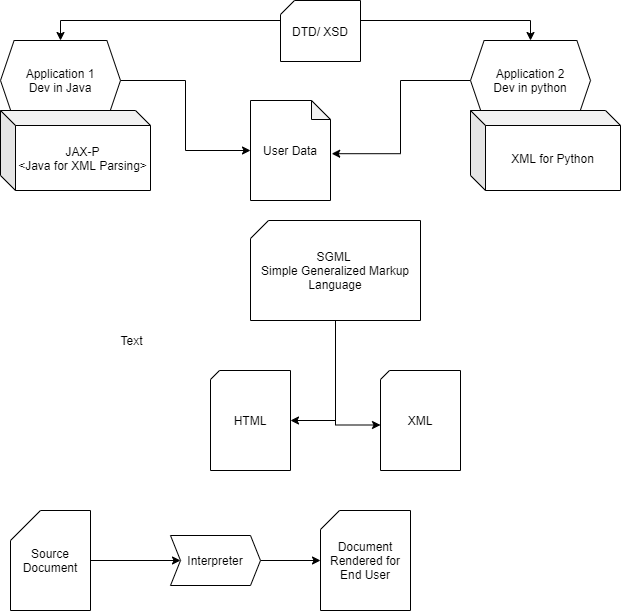 DTD/ XSD
Application 1
Dev in Java
Application 2
Dev in python
JAX-P
<Java for XML Parsing>
User Data
XML for Python
SGML
Simple Generalized Markup
Language
Text
HTML
XML
Source
Document
Interpreter
Document
Rendered for
End User